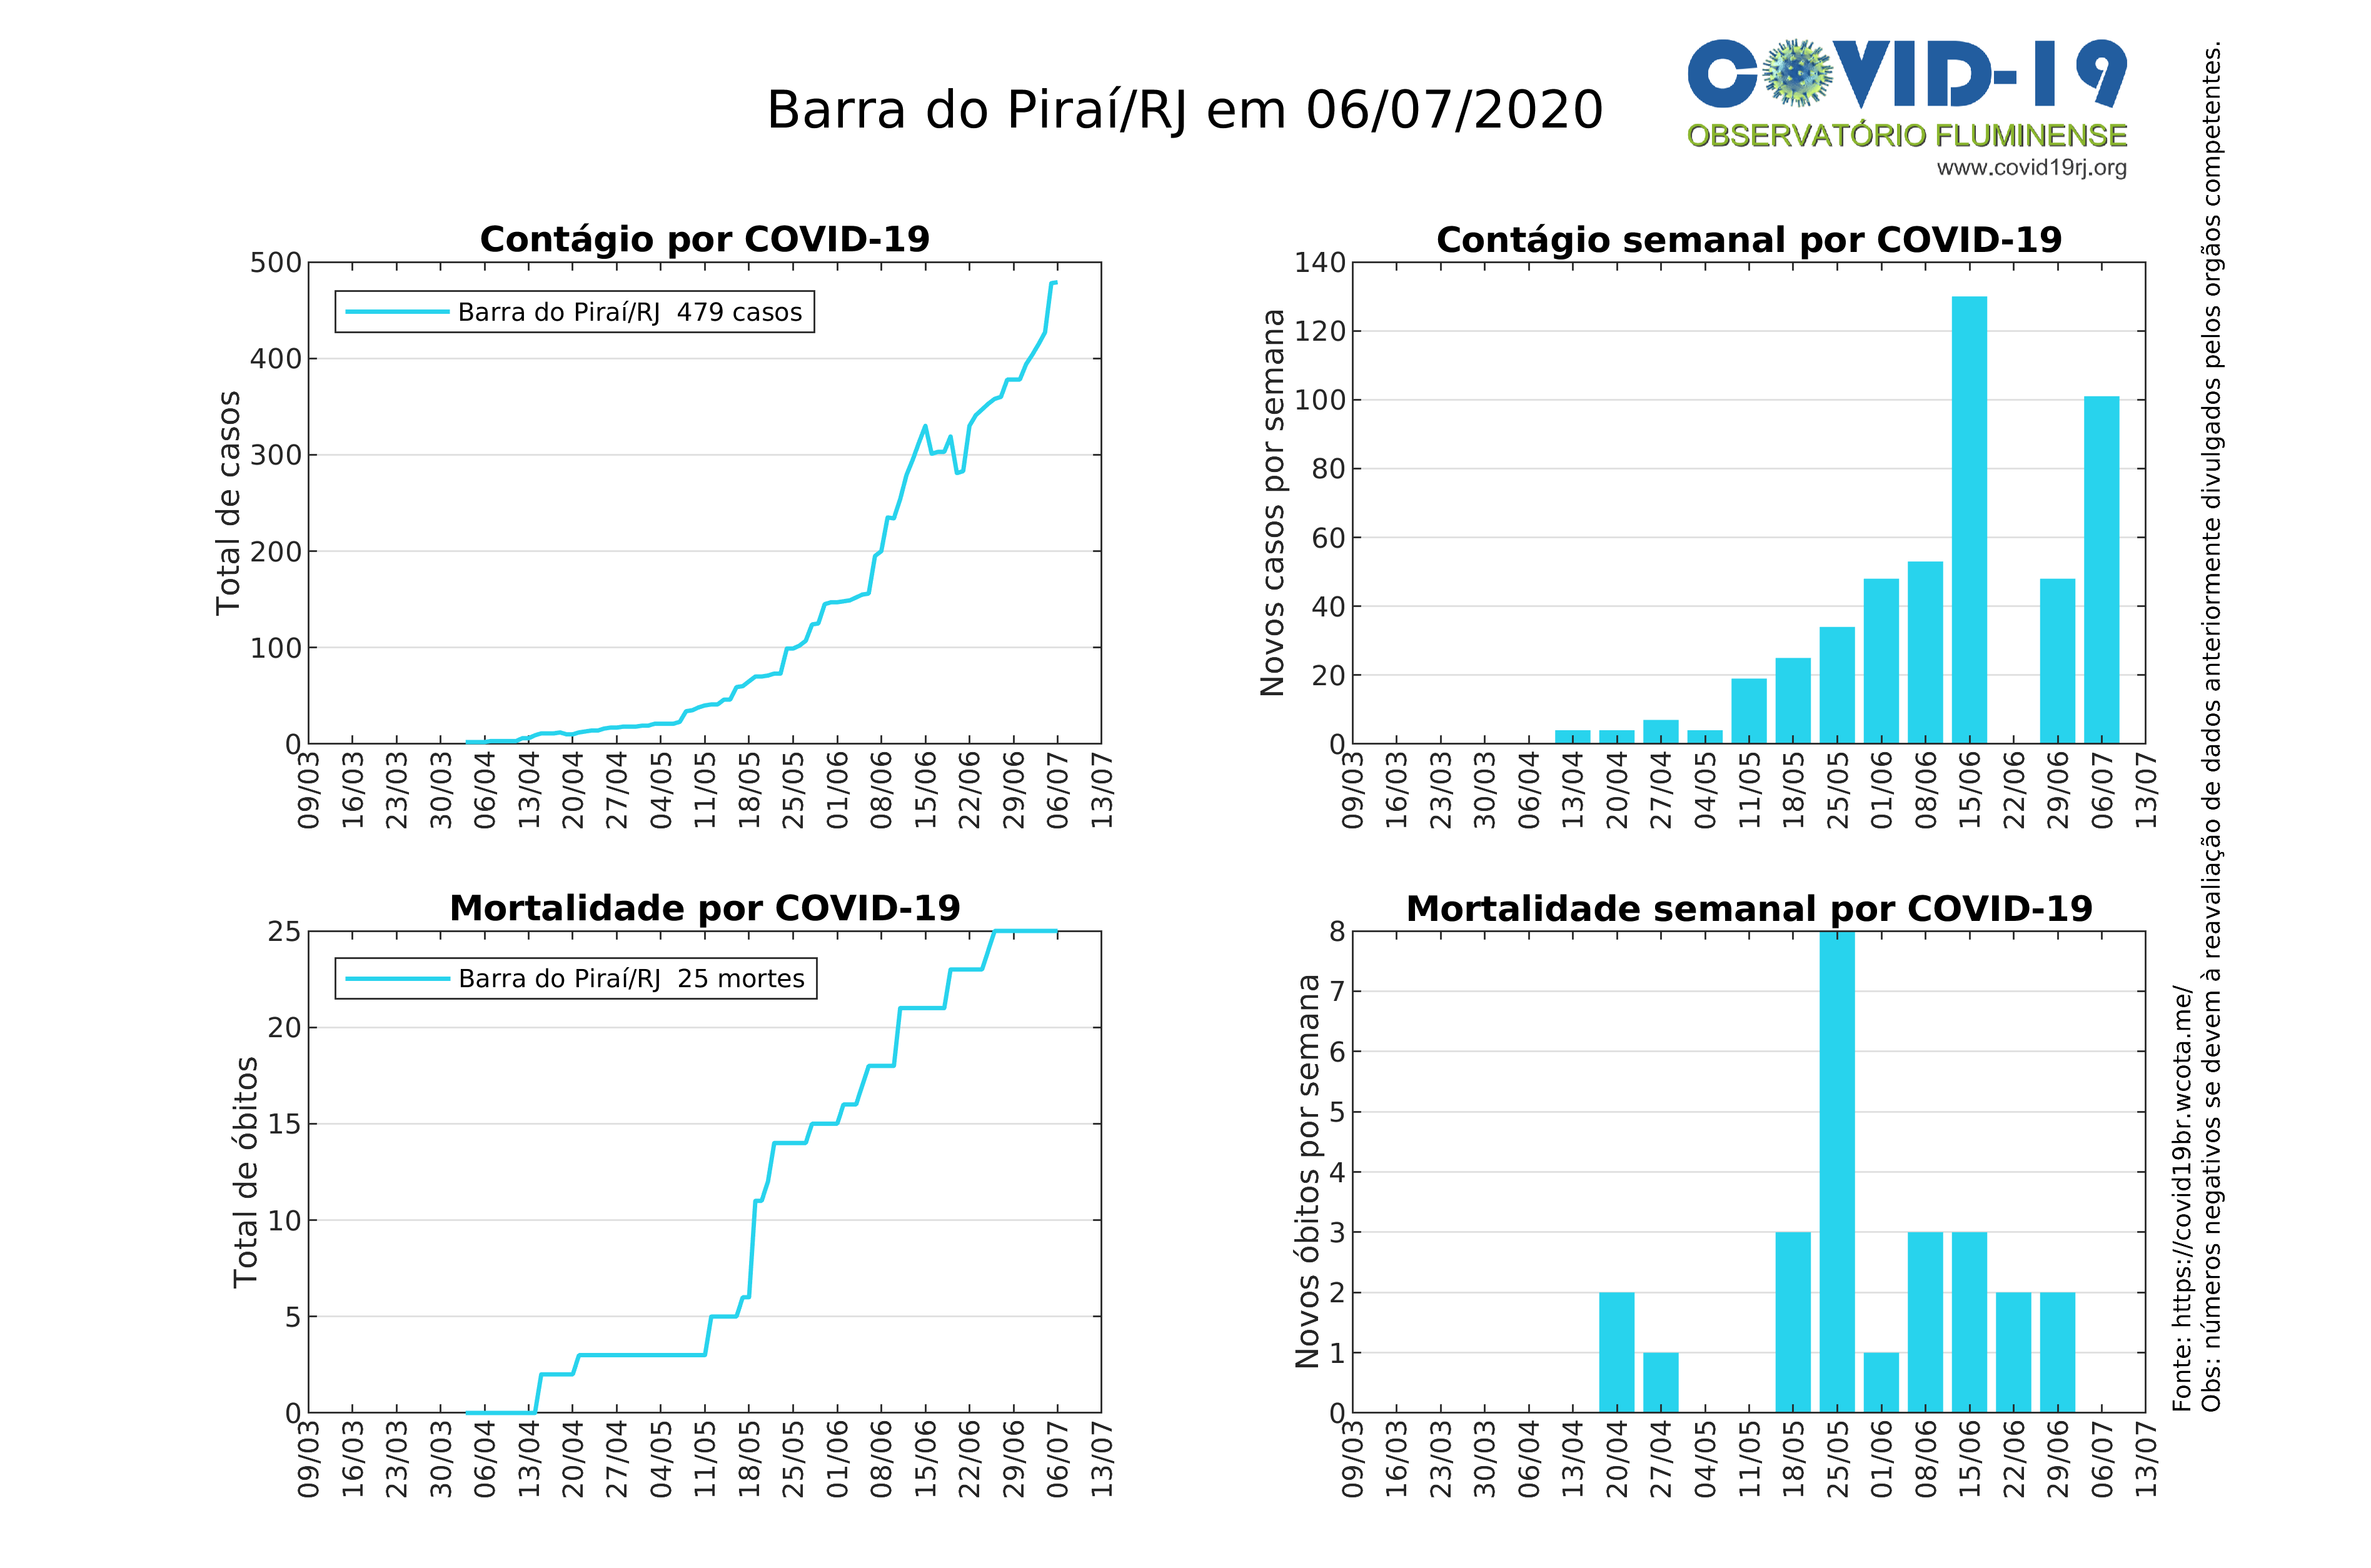 Barra do Piraí/RJ em 06/07/2020
COVID-19
OBSERVATÓRIO FLUMINENSE
www.covid19rj.org
Contágio por COVID-19
Total de casos
500
400
300
200
100
0
Barra do Piraí/RJ 479 casos
09/03 16/03 23/03 30/03 06/04 13/04 20/04 27/04 04/05 11/05 18/05 25/05 01/06 08/06 15/06 22/06 29/06 06/07 13/07
Contágio semanal por COVID-19
Novos casos por semana
140
120
100
80
60
40
20
0
09/03 16/03 23/03 30/03 06/04 13/04 20/04 27/04 04/05 11/05 18/05 25/05 01/06 08/06 15/06 22/06 29/06 06/07 13/07
Mortalidade por COVID-19
Total de óbitos
25
20
15
10
5
0
Barra do Piraí/RJ 25 mortes
09/03 16/03 23/03 30/03 06/04 13/04 20/04 27/04 04/05 11/05 18/05 25/05 01/06 08/06 15/06 22/06 29/06 06/07 13/07
Mortalidade semanal por COVID-19
Novos óbitos por semana
8
7
6
5
4
3
2
1
0
09/03 16/03 23/03 30/03 06/04 13/04 20/04 27/04 04/05 11/05 18/05 25/05 01/06 08/06 15/06 22/06 29/06 06/07 13/07
Fonte: https://covid19br.wcota.me/
Obs: números negativos se devem à reavaliação de dados anteriormente divulgados pelos orgãos competentes.